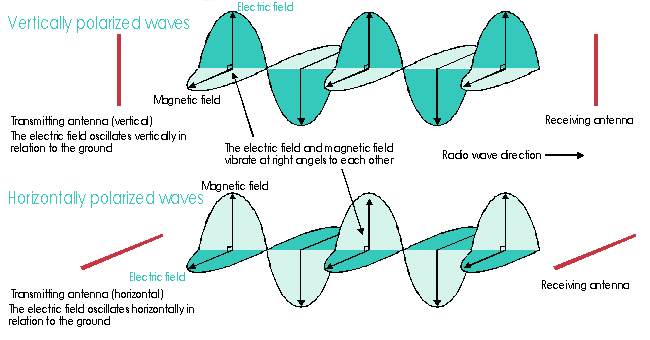 Electric field
Vertically polarized waves
Magnetic field
Transmitting antenna (vertical)
The electric field oscillates vertically in
relation to the ground
Receiving antenna
The electric field and magnetic field
vibrate at right angels to each other
Radio wave direction
Magnetic field
Horizontally polarized waves
Electric field
Transmitting antenna (horizontal)
The electric field oscillates horizontally in
relation to the ground
Receiving antenna